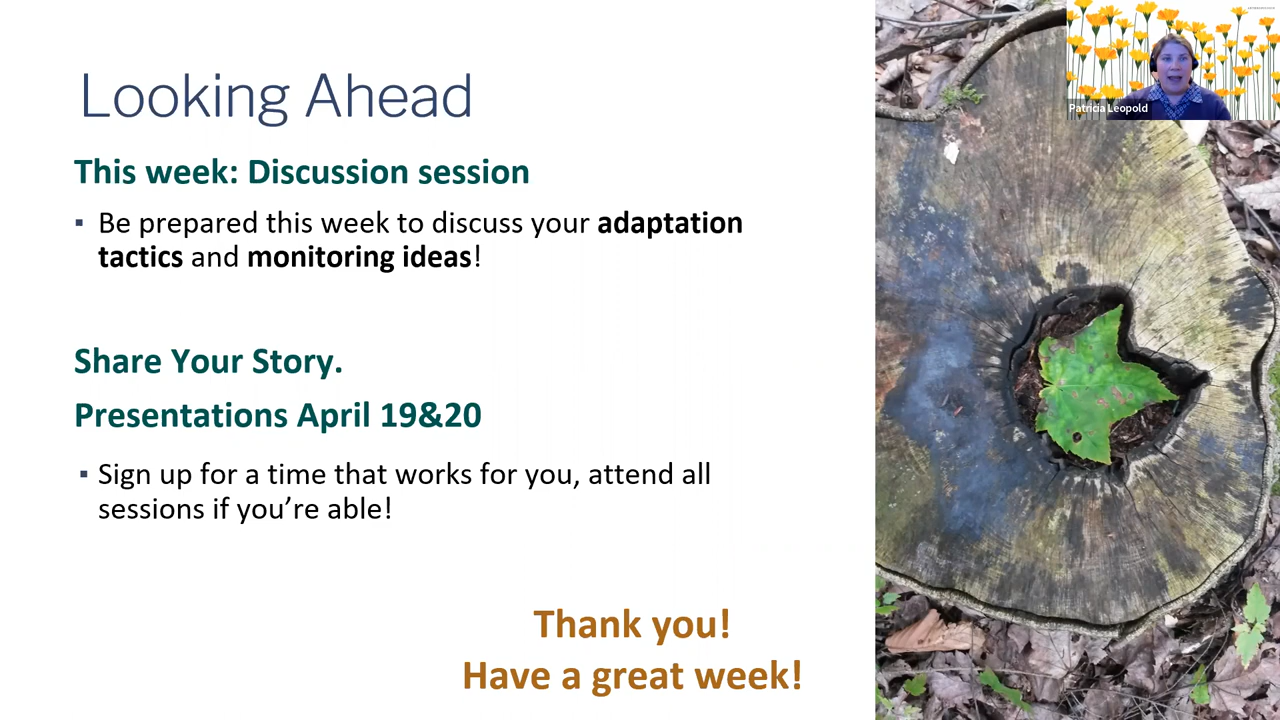 Looking Ahead
Patricia Leopold
This week: Discussion session
▪ Be prepared this week to discuss your adaptation
tactics and monitoring ideas!
Share Your Story.
Presentations April 19&20
▪ Sign up for a time that works for you, attend all
sessions if you’re able!
Thank you!
Have a great week!